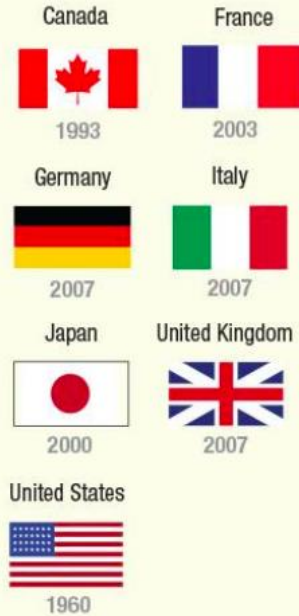 Canada
France
1993
2003
Germany
Italy
2007
2007
Japan
United Kingdom
2000
2007
United States
1960